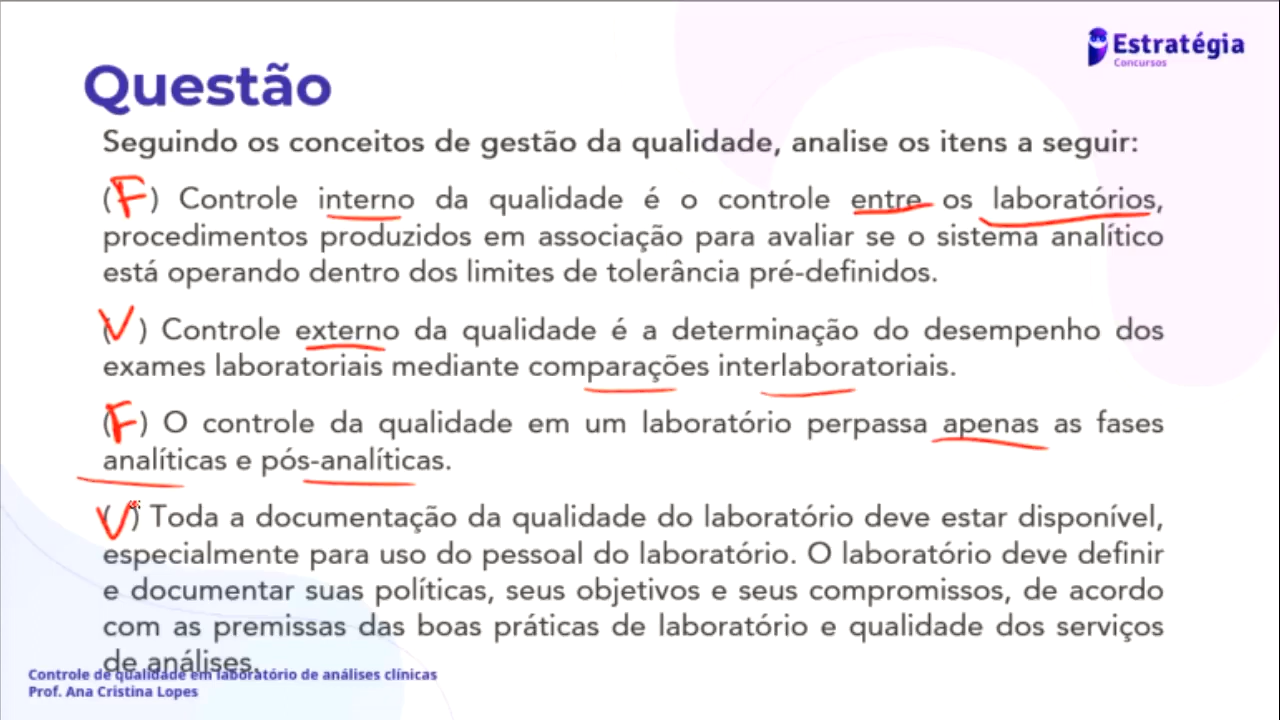 Estratégia
Concursos
Questão
Seguindo os conceitos de gestão da qualidade, analise os itens a seguir:
(F) Controle interno da qualidade é o controle entre os laboratórios,
procedimentos produzidos em associação para avaliar se o sistema analítico
está operando dentro dos limites de tolerância pré-definidos.
(V) Controle externo da qualidade é a determinação do desempenho dos
exames laboratoriais mediante comparações interlaboratoriais.
(F) O controle da qualidade em um laboratório perpassa apenas as fases
analíticas e pós-analíticas.
(V) Toda a documentação da qualidade do laboratório deve estar disponível,
especialmente para uso do pessoal do laboratório. O laboratório deve definir
e documentar suas políticas, seus objetivos e seus compromissos, de acordo
com as premissas das boas práticas de laboratório e qualidade dos serviços
de análises.
Controle de qualidade em laboratório de análises clínicas
Prof. Ana Cristina Lopes